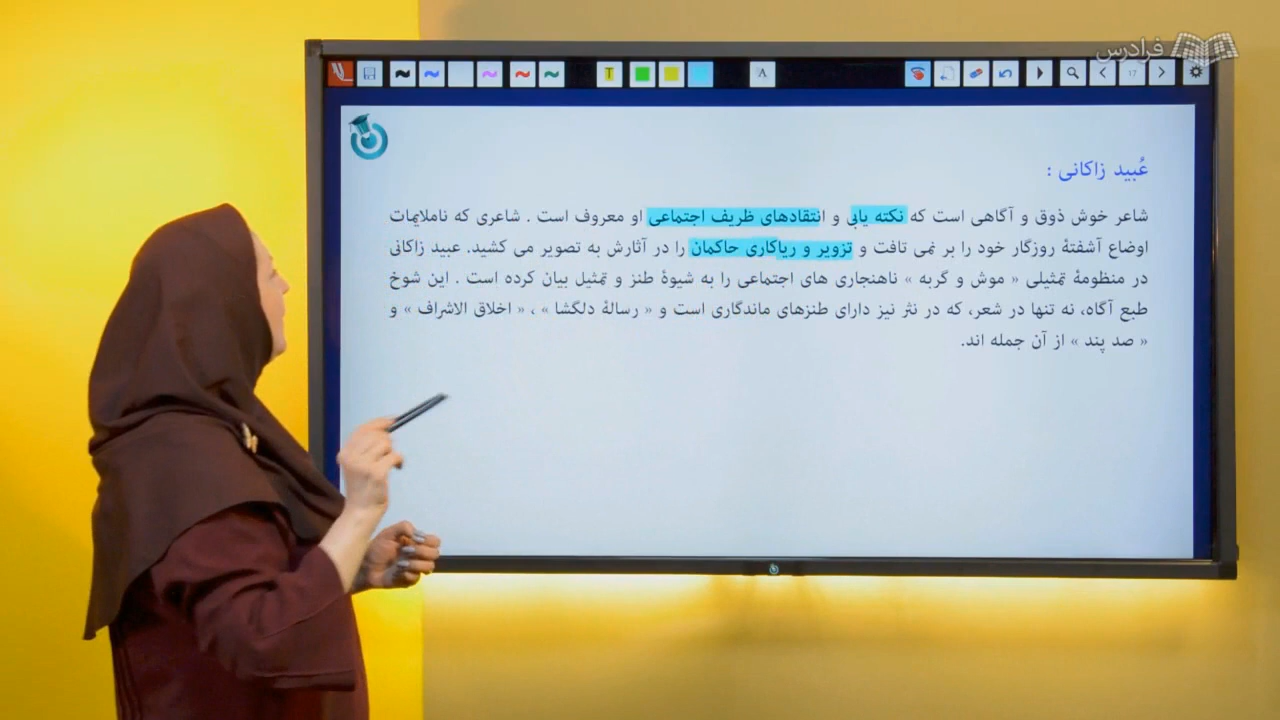 فرادرس
T
A
17
عُبید زاکانی :
شاعر خوش ذوق و آگاهی است که نکته یابی و انتقادهای ظریف اجتماعی او معروف است . شاعری که ناملایمات
اوضاع آشفتهٔ روزگار خود را بر نمی تافت و تزویر و ریاکاری حاکمان را در آثارش به تصویر می کشید. عبید زاکانی
در منظومهٔ تمثیلی « موش و گربه » ناهنجاری های اجتماعی را به شیوهٔ طنز و تمثیل بیان کرده است . این شوخ
طبع آگاه، نه تنها در شعر، که در نثر نیز دارای طنزهای ماندگاری است و « رسالهٔ دلگشا » ، « اخلاق الاشراف » و
« صد پند » از آن جمله اند.